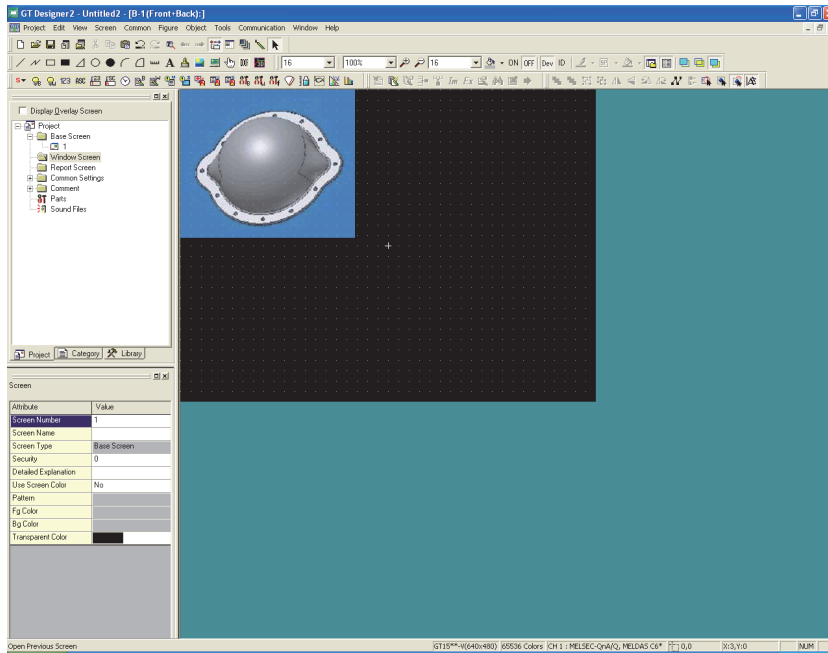 GT Designer2 - Untitled2 - [B-1(Front+Back):]
Project Edit View Screen Common Figure Object Tools Communication Window Help
16 100% 16 ON OFF Dev ID
S 123 ABC
Display Overlay Screen
Project
Base Screen
1
Window Screen
Report Screen
Common Settings
Comment
Parts
Sound Files
Project Category Library
Screen
Attribute Value
Screen Number 1
Screen Name
Screen Type Base Screen
Security 0
Detailed Explanation
Use Screen Color No
Pattern
Fg Color
Bg Color
Transparent Color
Open Previous Screen GT15**-V(640x480) 65536 Colors CH 1 : MELSEC-QnA/Q, MELDAS C6* 0,0 X:3,Y:0 NUM